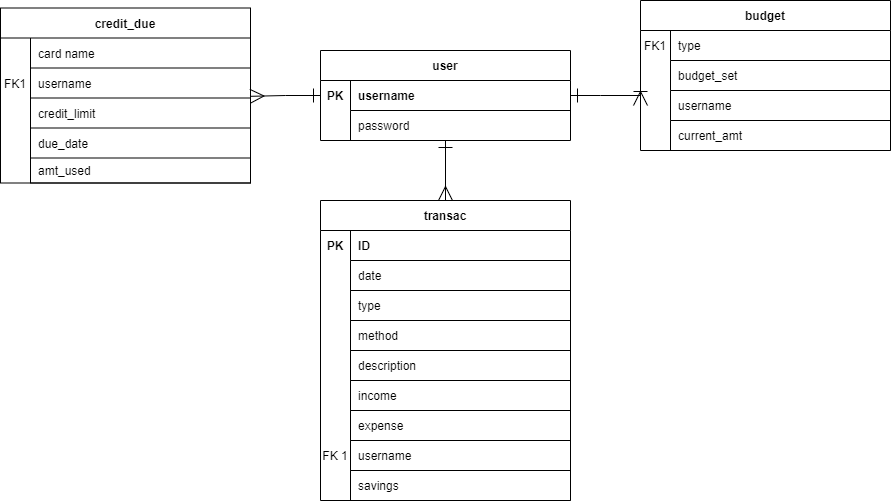 credit_due
card name
FK1 username
credit_limit
due_date
amt_used
user
PK username
password
budget
FK1 type
budget_set
username
current_amt
transac
PK ID
date
type
method
description
income
expense
FK 1 username
savings